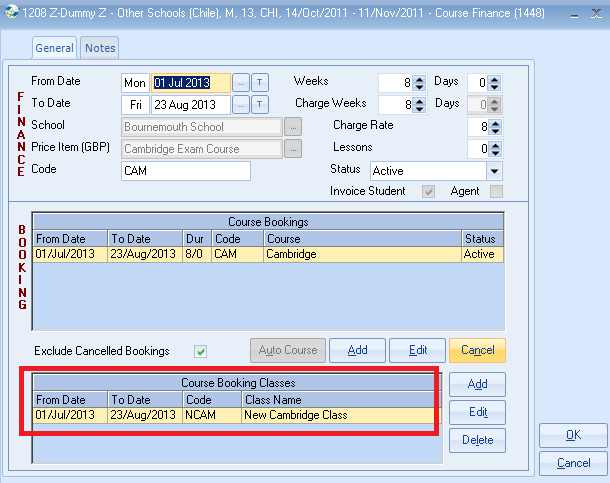 1208 Z-Dummy Z - Other Schools (Chile), M, 13, CHI, 14/Oct/2011 - 11/Nov/2011 - Course Finance (1448)
General Notes
FINANCE
From Date Mon 01 Jul 2013 ... T Weeks 8 Days 0
To Date Fri 23 Aug 2013 ... T Charge Weeks 8 Days 0
School Bournemouth School ... Charge Rate 8
Price Item (GBP) Cambridge Exam Course ... Lessons 0
Code CAM Status Active
Invoice Student Agent
BOOKING
Course Bookings
From Date To Date Dur Code Course Status
01/Jul/2013 23/Aug/2013 8/0 CAM Cambridge Active
Exclude Cancelled Bookings Auto Course Add Edit Cancel
Course Booking Classes Add
From Date To Date Code Class Name
01/Jul/2013 23/Aug/2013 NCAM New Cambridge Class Edit
Delete
OK
Cancel